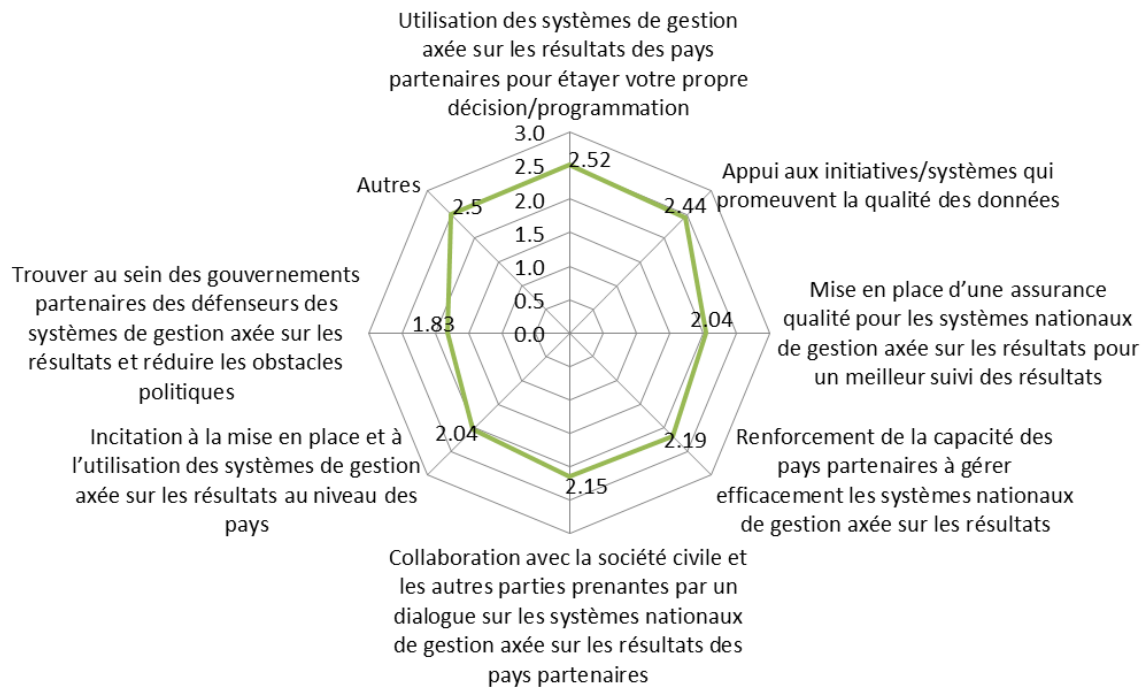 Utilisation des systèmes de gestion
axée sur les résultats des pays
partenaires pour étayer votre propre
décision/programmation
3.0
2.5
2.0
1.5
1.0
0.5
0.0
2.52
Appui aux initiatives/systèmes qui
promeuvent la qualité des données
2.44
Mise en place d’une assurance
qualité pour les systèmes nationaux
de gestion axée sur les résultats pour
un meilleur suivi des résultats
2.04
Renforcement de la capacité des
pays partenaires à gérer
efficacement les systèmes nationaux
de gestion axée sur les résultats
2.19
2.15
Collaboration avec la société civile et
les autres parties prenantes par un
dialogue sur les systèmes nationaux
de gestion axée sur les résultats des
pays partenaires
2.04
Incitation à la mise en place et à
l’utilisation des systèmes de gestion
axée sur les résultats au niveau des
pays
1.83
Trouver au sein des gouvernements
partenaires des défenseurs des
systèmes de gestion axée sur les
résultats et réduire les obstacles
politiques
Autres
2.5